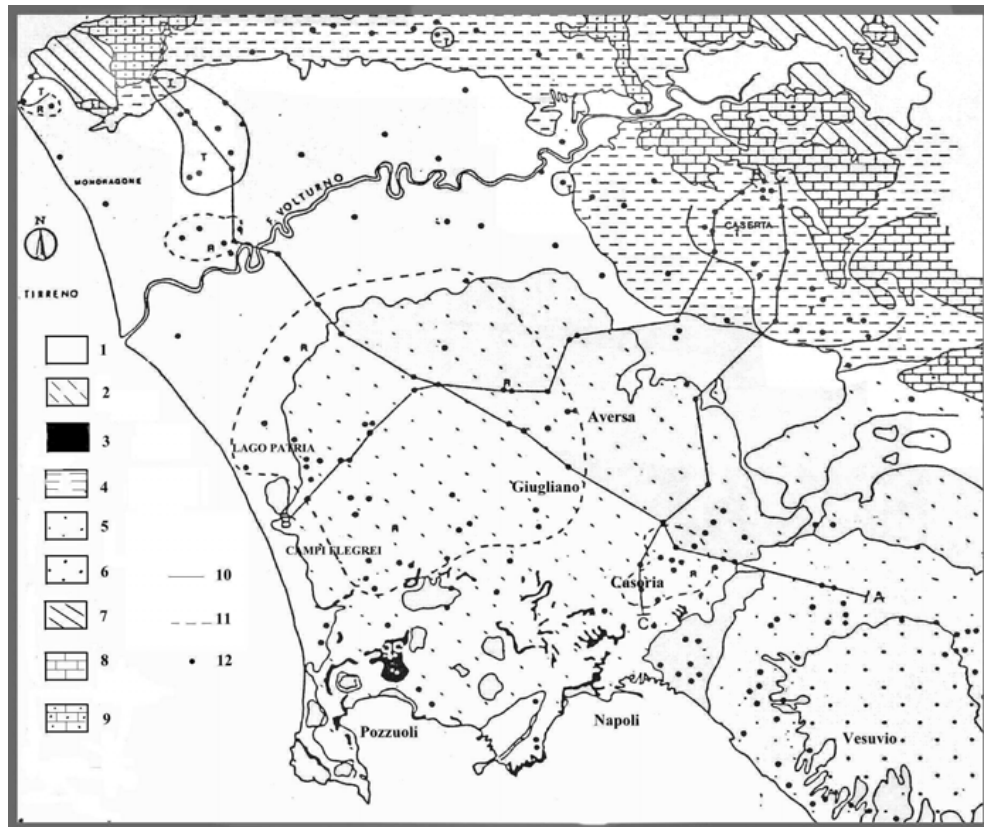 T
T
R
T
MONDRAGONE
F. VOLTURNO
CASERTA
R
N
TIRRENO
T
R
R
1
2
Aversa
3
LAGO PATRIA
4
Giugliano
5
R
CAMPI FLEGREI
6
10
Casoria
R
R
A
7
11
C
8
12
9
Napoli
Pozzuoli
Vesuvio